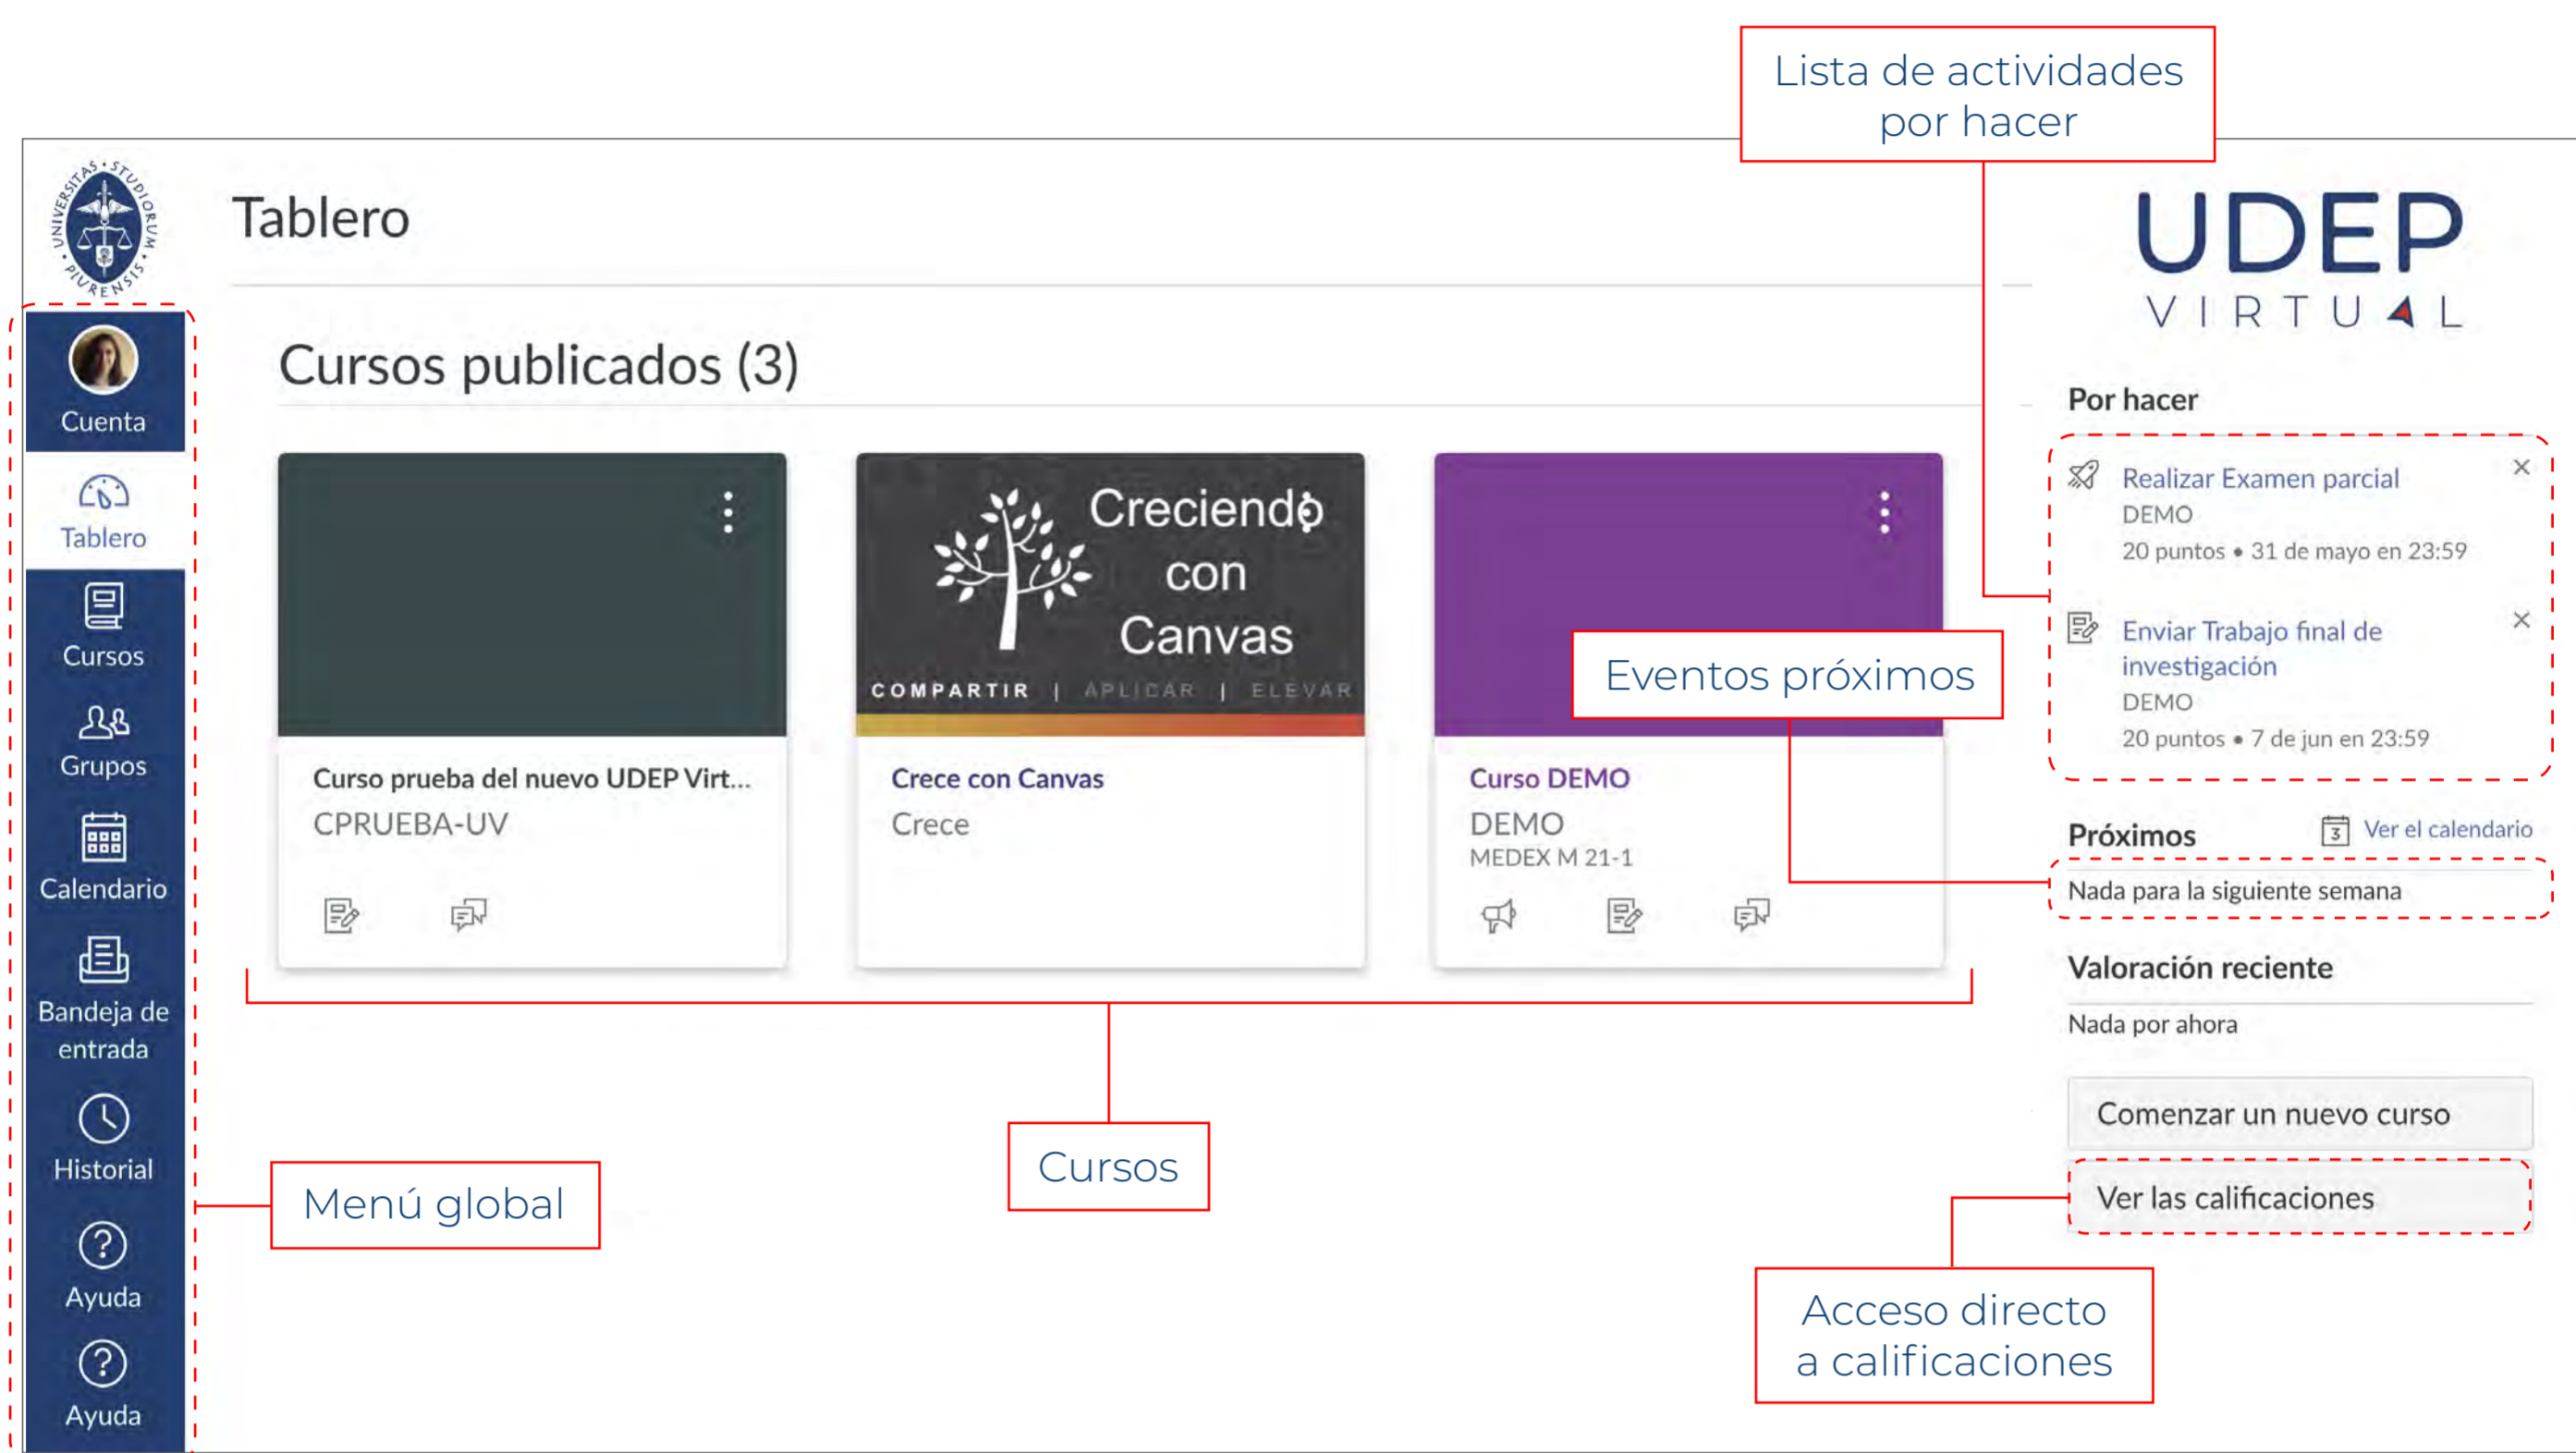 Lista de actividades
por hacer
UNIVERSITAS • STUDIORUM • PIURENSIS •
Tablero
UDEP
VIRTUAL
Cuenta
Tablero
Cursos
Grupos
Calendario
Bandeja de
entrada
Historial
Ayuda
Ayuda
Menú global
Cursos publicados (3)
Curso prueba del nuevo UDEP Virt...
CPRUEBA-UV
Creciendo
con
Canvas
COMPARTIR | APLICAR | ELEVAR
Crece con Canvas
Crece
Eventos próximos
Curso DEMO
DEMO
MEDEX M 21-1
Cursos
Por hacer
Realizar Examen parcial
DEMO
20 puntos • 31 de mayo en 23:59
Enviar Trabajo final de
investigación
DEMO
20 puntos • 7 de jun en 23:59
Próximos
3 Ver el calendario
Nada para la siguiente semana
Valoración reciente
Nada por ahora
Comenzar un nuevo curso
Ver las calificaciones
Acceso directo
a calificaciones